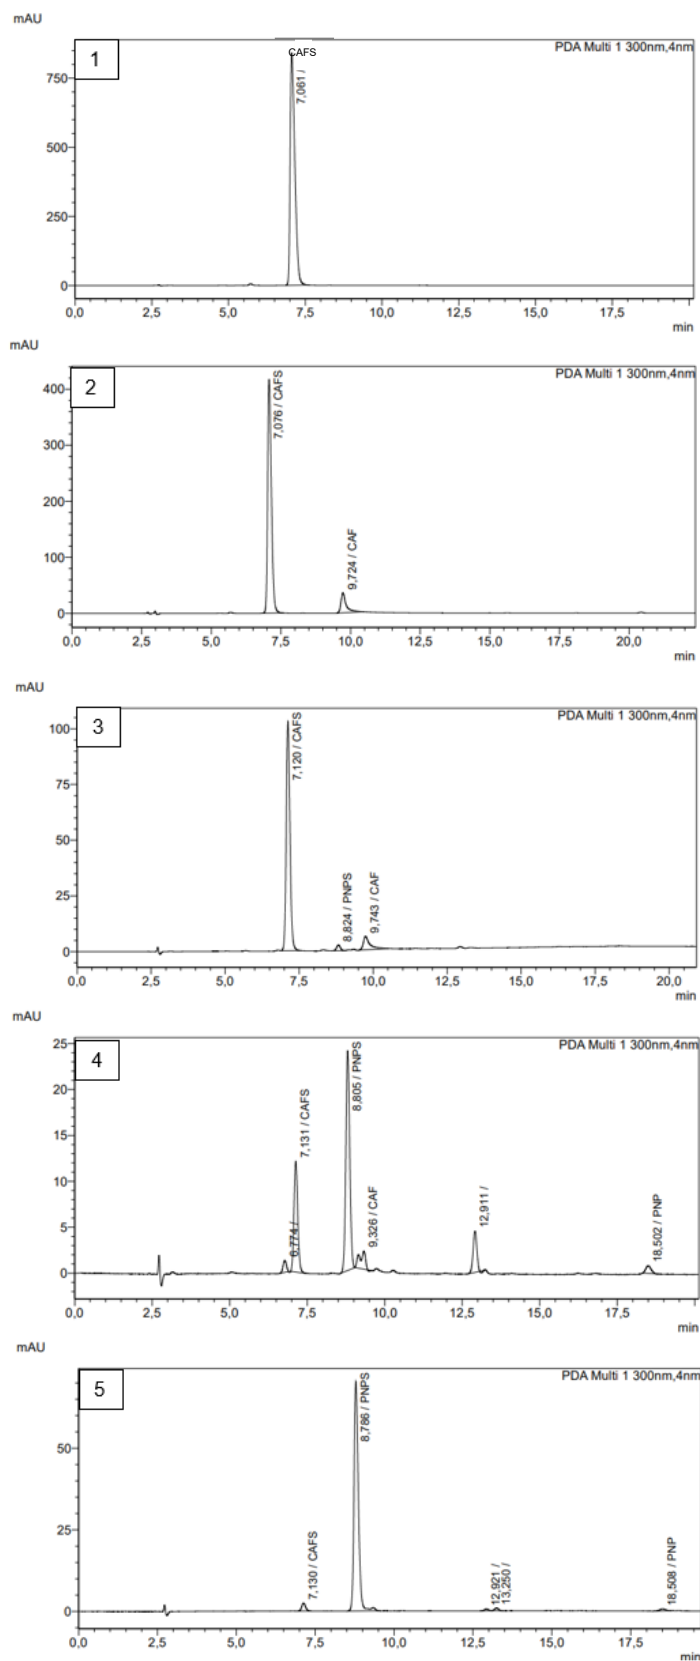 mAU
1
CAFS
PDA Multi 1 300nm,4nm
7,061 /
750
500
250
0
0,0 2,5 5,0 7,5 10,0 12,5 15,0 17,5
min
mAU
2
PDA Multi 1 300nm,4nm
7,076 / CAFS
9,724 / CAF
400
300
200
100
0
0,0 2,5 5,0 7,5 10,0 12,5 15,0 17,5 20,0
min
mAU
3
PDA Multi 1 300nm,4nm
7,120 / CAFS
8,824 / PNPS
9,743 / CAF
100
75
50
25
0
0,0 2,5 5,0 7,5 10,0 12,5 15,0 17,5 20,0
min
mAU
4
PDA Multi 1 300nm,4nm
6,774 /
7,131 / CAFS
8,805 / PNPS
9,326 / CAF
12,911 /
18,502 / PNP
25
20
15
10
5
0
0,0 2,5 5,0 7,5 10,0 12,5 15,0 17,5
min
mAU
5
PDA Multi 1 300nm,4nm
7,130 / CAFS
8,786 / PNPS
12,921 /
13,250 /
18,508 / PNP
50
25
0
0,0 2,5 5,0 7,5 10,0 12,5 15,0 17,5
min